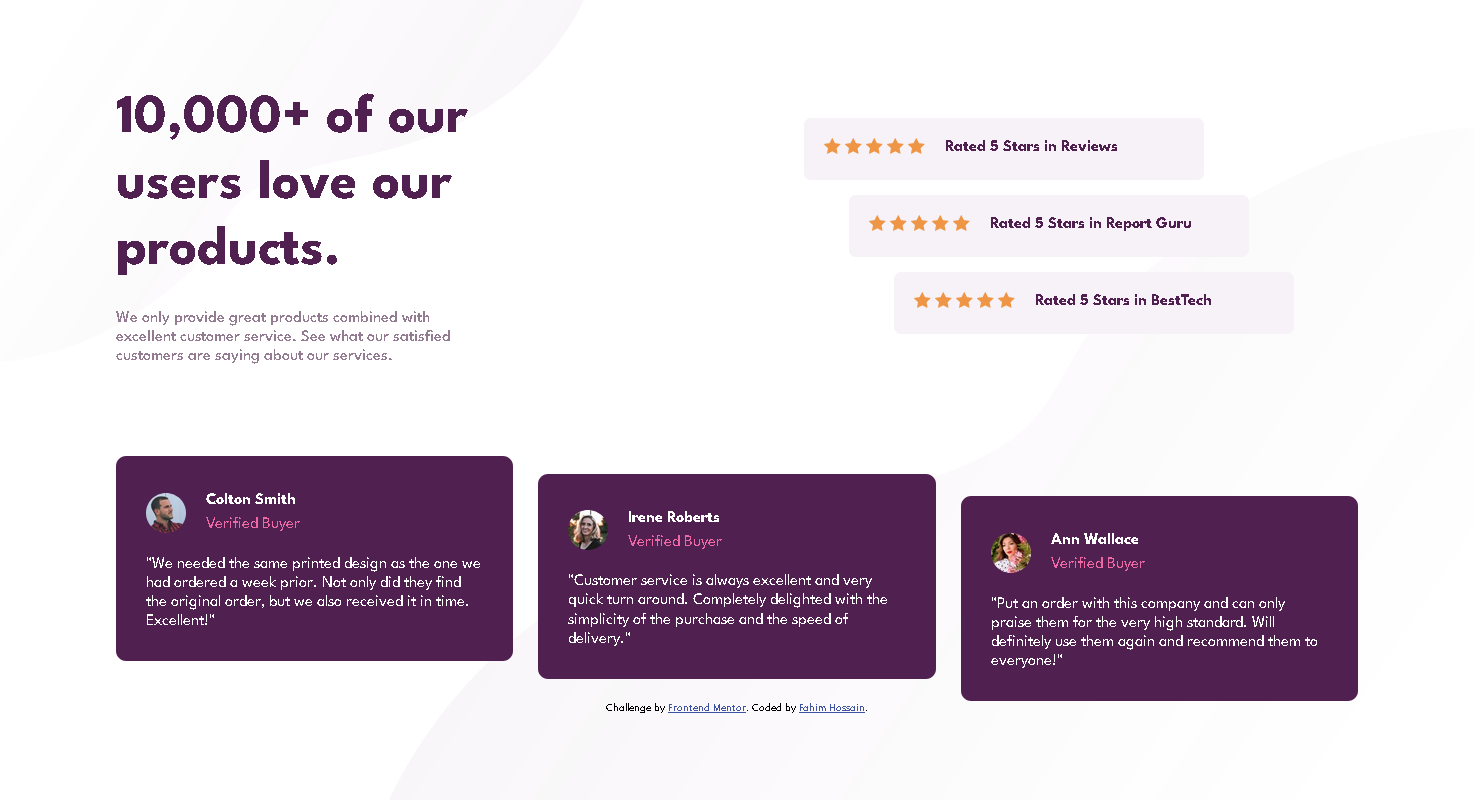 10,000+ of our
users love our
products.
We only provide great products combined with
excellent customer service. See what our satisfied
customers are saying about our services.
Rated 5 Stars in Reviews
Rated 5 Stars in Report Guru
Rated 5 Stars in BestTech
Colton Smith
Verified Buyer
"We needed the same printed design as the one we
had ordered a week prior. Not only did they find
the original order, but we also received it in time.
Excellent!"
Irene Roberts
Verified Buyer
"Customer service is always excellent and very
quick turn around. Completely delighted with the
simplicity of the purchase and the speed of
delivery."
Ann Wallace
Verified Buyer
"Put an order with this company and can only
praise them for the very high standard. Will
definitely use them again and recommend them to
everyone!"
Challenge by Frontend Mentor. Coded by Fahim Hossain.